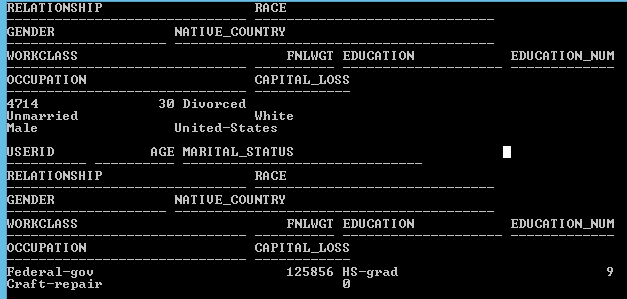 RELATIONSHIP RACE
GENDER NATIVE_COUNTRY
WORKCLASS FNLWGT EDUCATION EDUCATION_NUM
OCCUPATION CAPITAL_LOSS
4714 30 Divorced
Unmarried White
Male United-States
USERID AGE MARITAL_STATUS
RELATIONSHIP RACE
GENDER NATIVE_COUNTRY
WORKCLASS FNLWGT EDUCATION EDUCATION_NUM
OCCUPATION CAPITAL_LOSS
Federal-gov 125856 HS-grad 9
Craft-repair 0